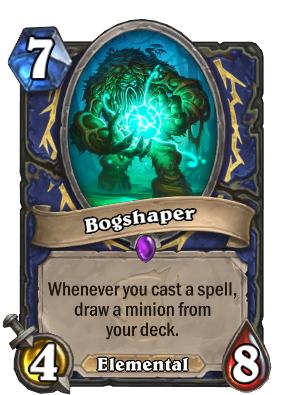 7
Bogshaper
Whenever you cast a spell,
draw a minion from
your deck.
4
Elemental
8